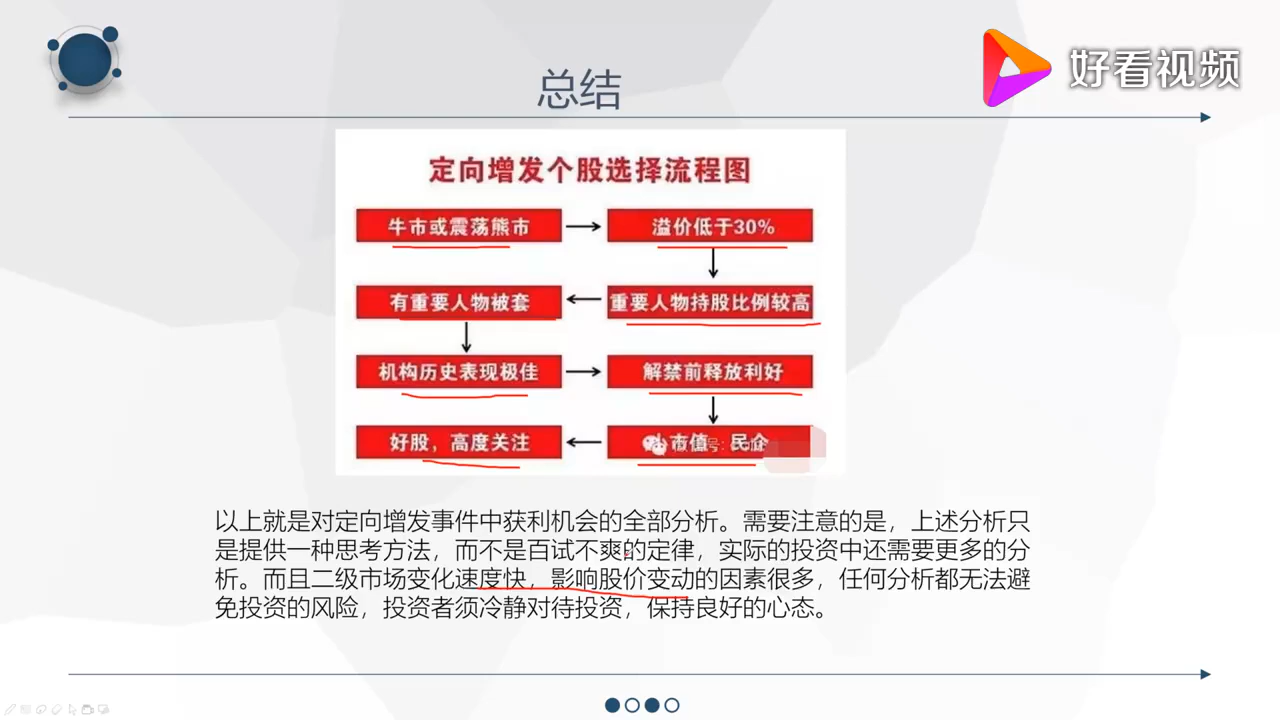 好看视频
总结
定向增发个股选择流程图
牛市或震荡熊市
溢价低于30%
有重要人物被套
重要人物持股比例较高
机构历史表现极佳
解禁前释放利好
好股，高度关注
市值 民企
以上就是对定向增发事件中获利机会的全部分析。需要注意的是，上述分析只
是提供一种思考方法，而不是百试不爽的定律，实际的投资中还需要更多的分
析。而且二级市场变化速度快，影响股价变动的因素很多，任何分析都无法避
免投资的风险，投资者须冷静对待投资，保持良好的心态。